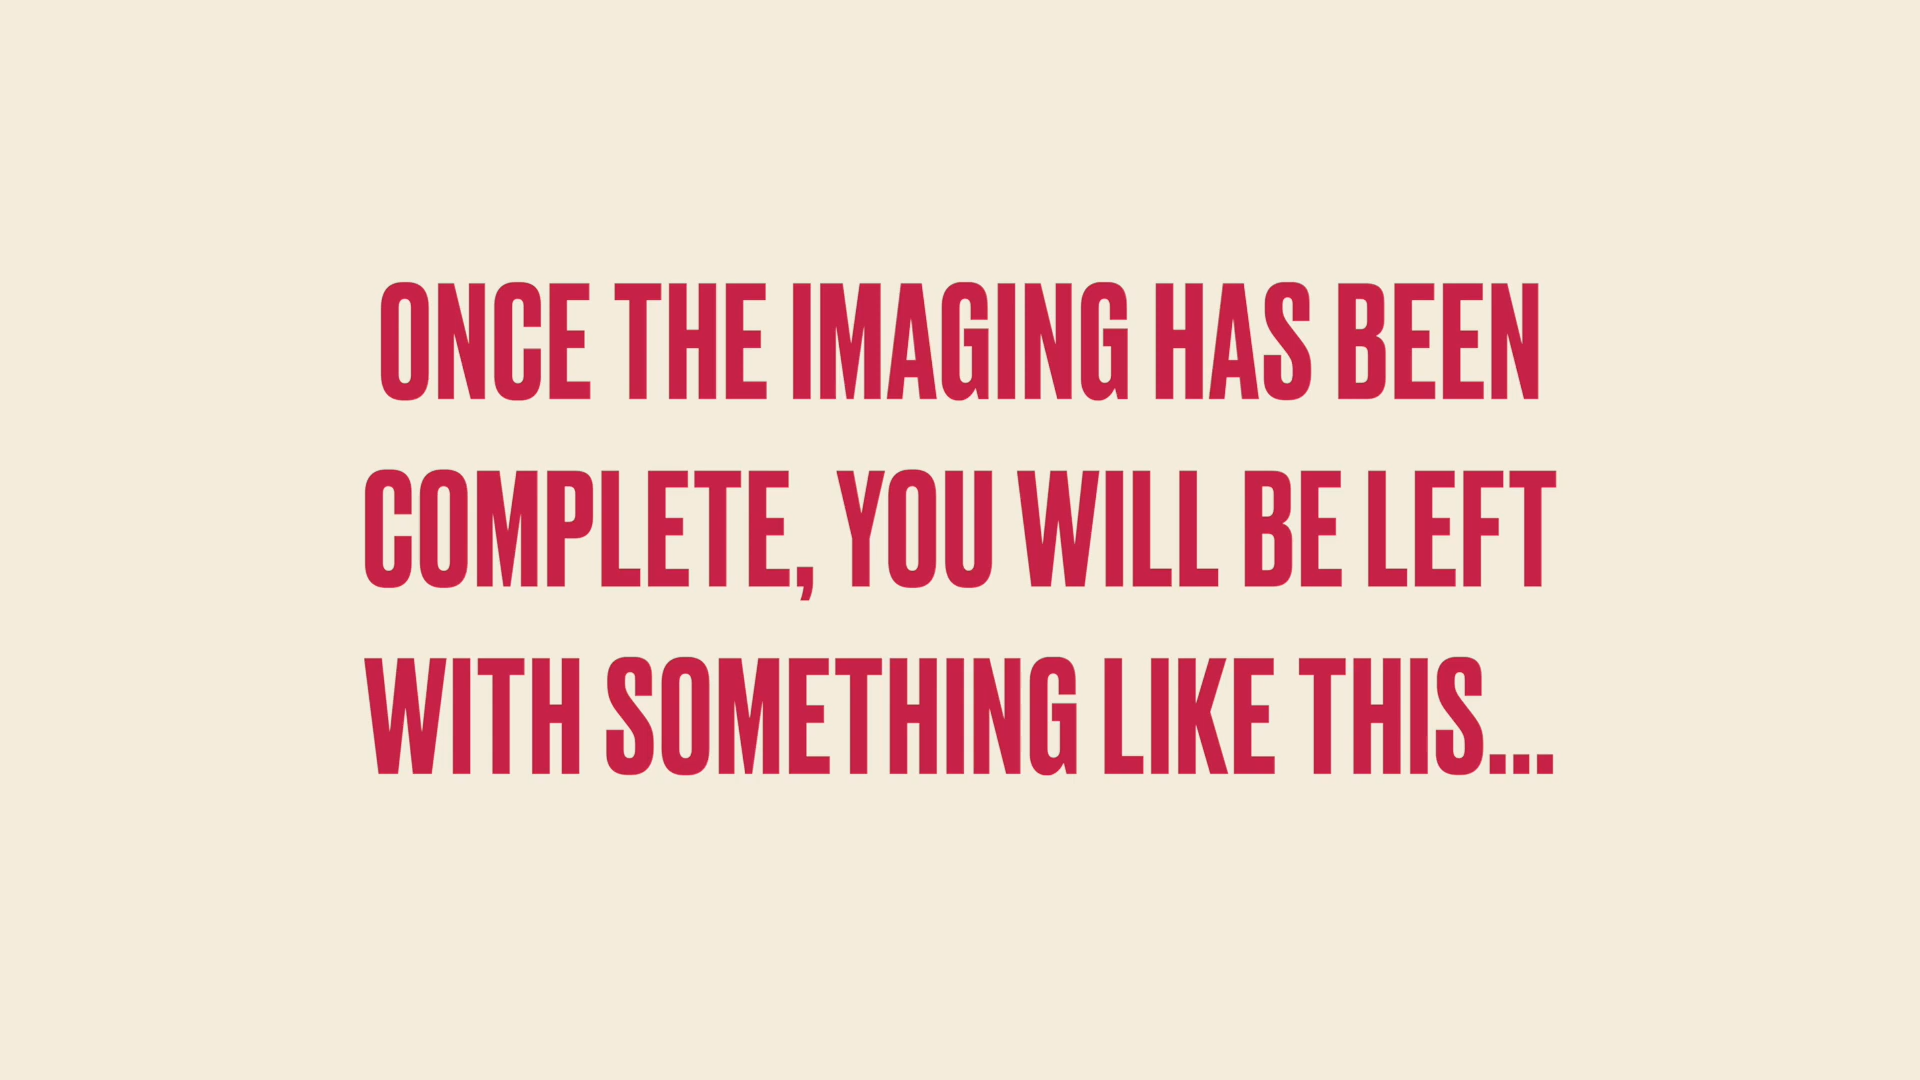 ONCE THE IMAGING HAS BEEN
COMPLETE, YOU WILL BE LEFT
WITH SOMETHING LIKE THIS...